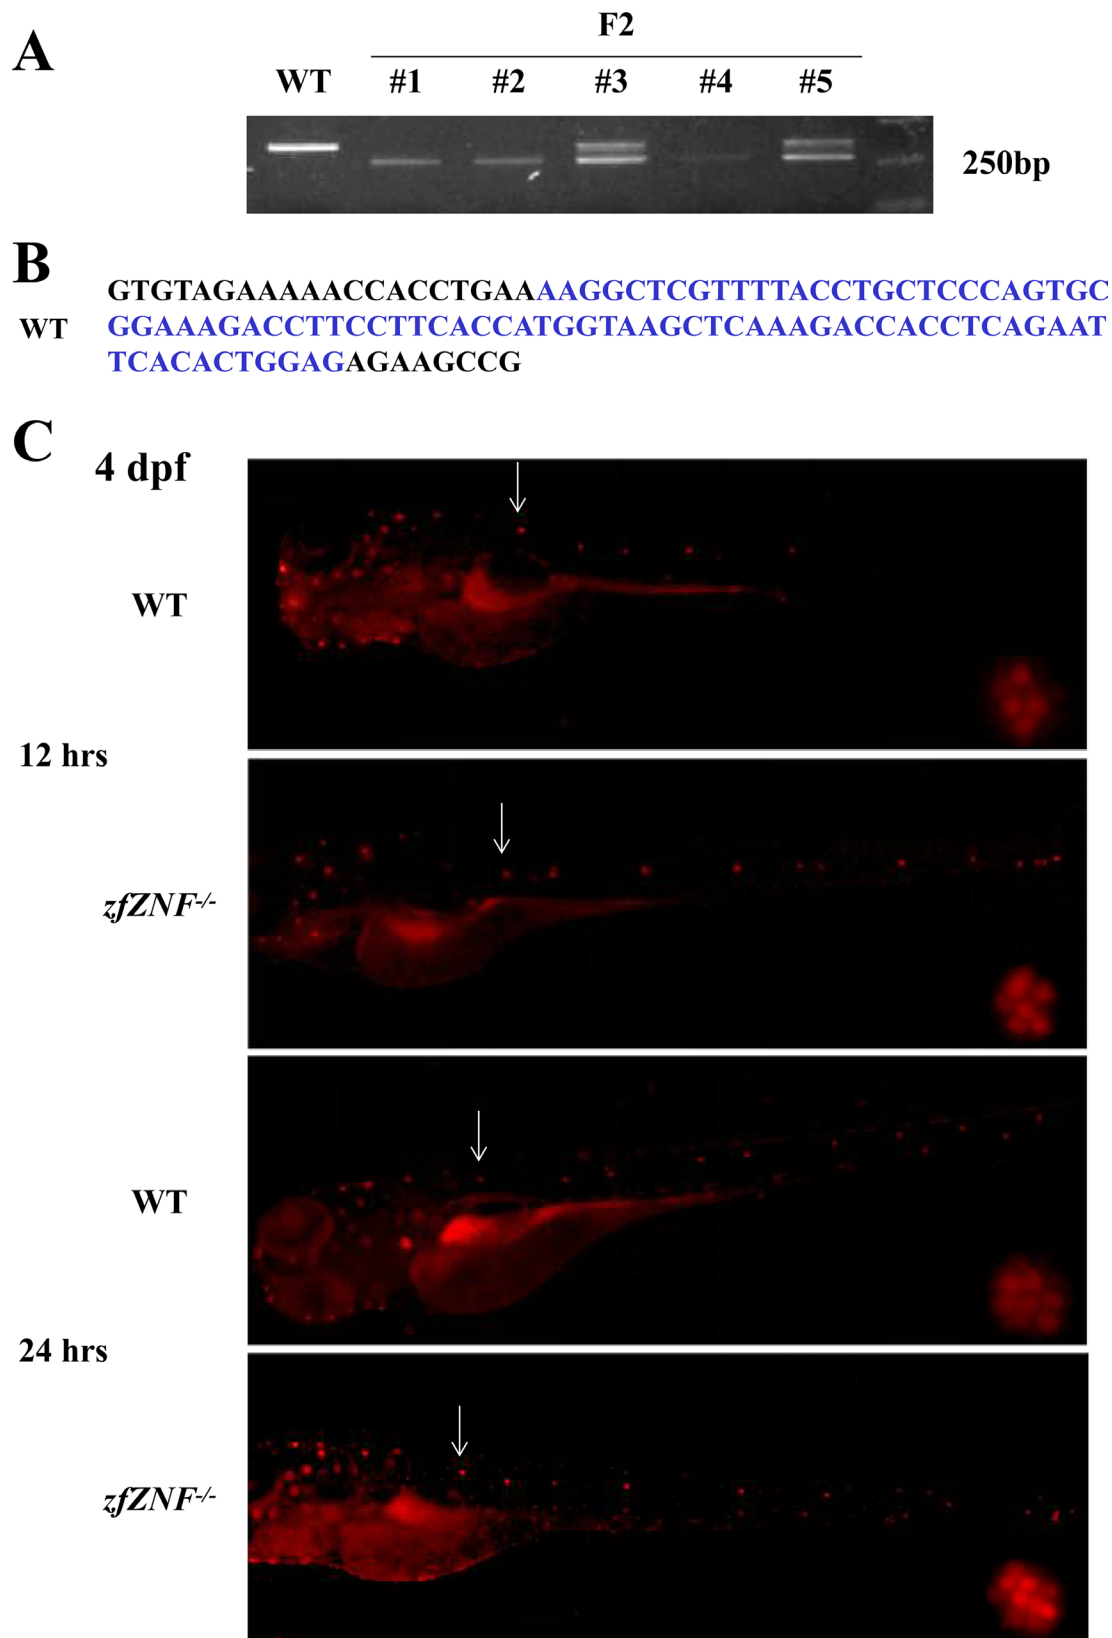 A
F2
WT #1 #2 #3 #4 #5
250bp
B
GTGTAGAAAAACCACCTGAAAAGGCTCGTTTTACCTGCTCCCAGTGC
WT GGAAAGACCTTCCTTCACCATGGTAAGCTCAAAGACCACCTCAGAAT
TCACACTGGAGAGAAGCCG
C
4 dpf
WT
12 hrs
zfZNF-/-
WT
24 hrs
zfZNF-/-